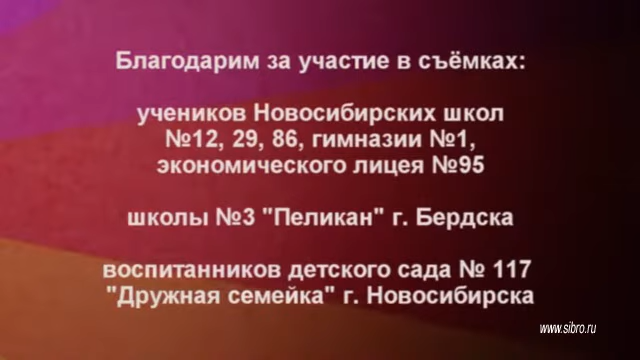 Благодарим за участие в съёмках:
учеников Новосибирских школ
№12, 29, 86, гимназии №1,
экономического лицея №95
школы №3 "Пеликан" г. Бердска
воспитанников детского сада № 117
"Дружная семейка" г. Новосибирска
www.sibro.ru